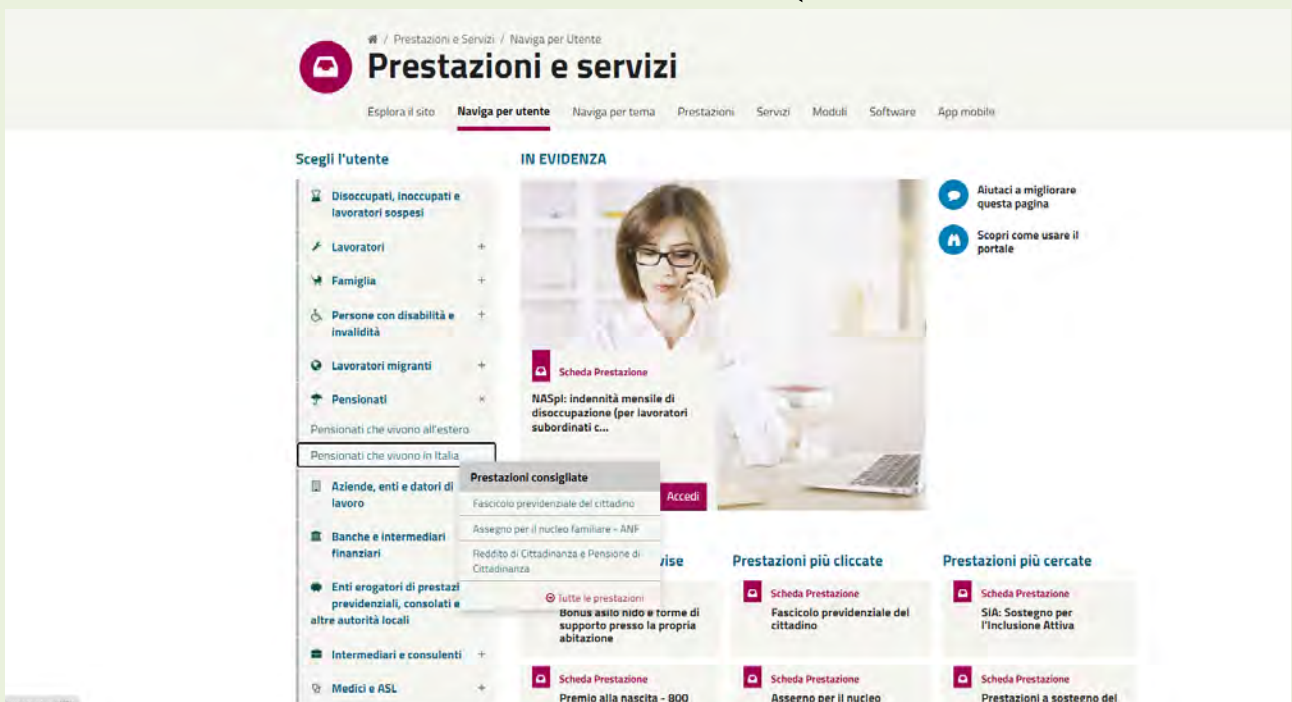 / Prestazioni e Servizi / Naviga per Utente
Prestazioni e servizi
Esplora il sito Naviga per utente Naviga per tema Prestazioni Servizi Moduli Software App mobile
Scegli l'utente
Disoccupati, inoccupati e
lavoratori sospesi
Lavoratori +
Famiglia +
Persone con disabilità e +
invalidità
Lavoratori migranti +
Pensionati ×
Pensionati che vivono all'estero
Pensionati che vivono in Italia
Aziende, enti e datori di
lavoro
Banche e intermediari
finanziari
Enti erogatori di prestazi
previdenziali, consolati e
altre autorità locali
Intermediari e consulenti +
Medici e ASL +
Prestazioni consigliate
Fascicolo previdenziale del cittadino
Assegno per il nucleo familiare - ANF
Reddito di Cittadinanza e Pensione di
Cittadinanza
Tutte le prestazioni
IN EVIDENZA
Scheda Prestazione
NASpI: indennità mensile di
disoccupazione (per lavoratori
subordinati c...
Accedi
Aiutaci a migliorare
questa pagina
Scopri come usare il
portale
vise
Bonus asilo nido e forme di
supporto presso la propria
abitazione
Scheda Prestazione
Premio alla nascita - 800
Prestazioni più cliccate
Scheda Prestazione
Fascicolo previdenziale del
cittadino
Scheda Prestazione
Assegno per il nucleo
Prestazioni più cercate
Scheda Prestazione
SIA: Sostegno per
l'Inclusione Attiva
Scheda Prestazione
Prestazioni a sostegno del